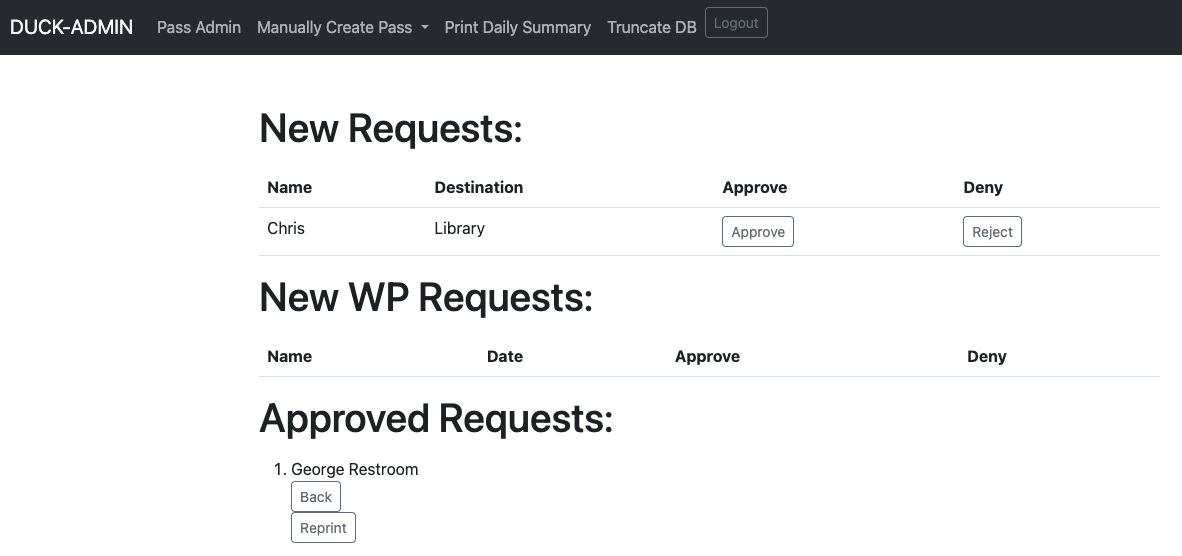 DUCK-ADMIN Pass Admin Manually Create Pass Print Daily Summary Truncate DB Logout
New Requests:
Name Destination Approve Deny
Chris Library Approve Reject
New WP Requests:
Name Date Approve Deny
Approved Requests:
1. George Restroom
Back
Reprint